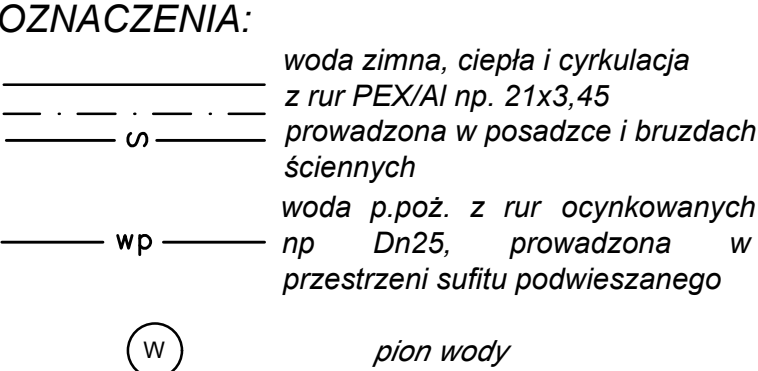 OZNACZENIA:
woda zimna, ciepła i cyrkulacja
z rur PEX/Al np. 21x3,45
prowadzona w posadzce i bruzdach
ściennych
woda p.poż. z rur ocynkowanych
wp np Dn25, prowadzona w
przestrzeni sufitu podwieszanego
W pion wody